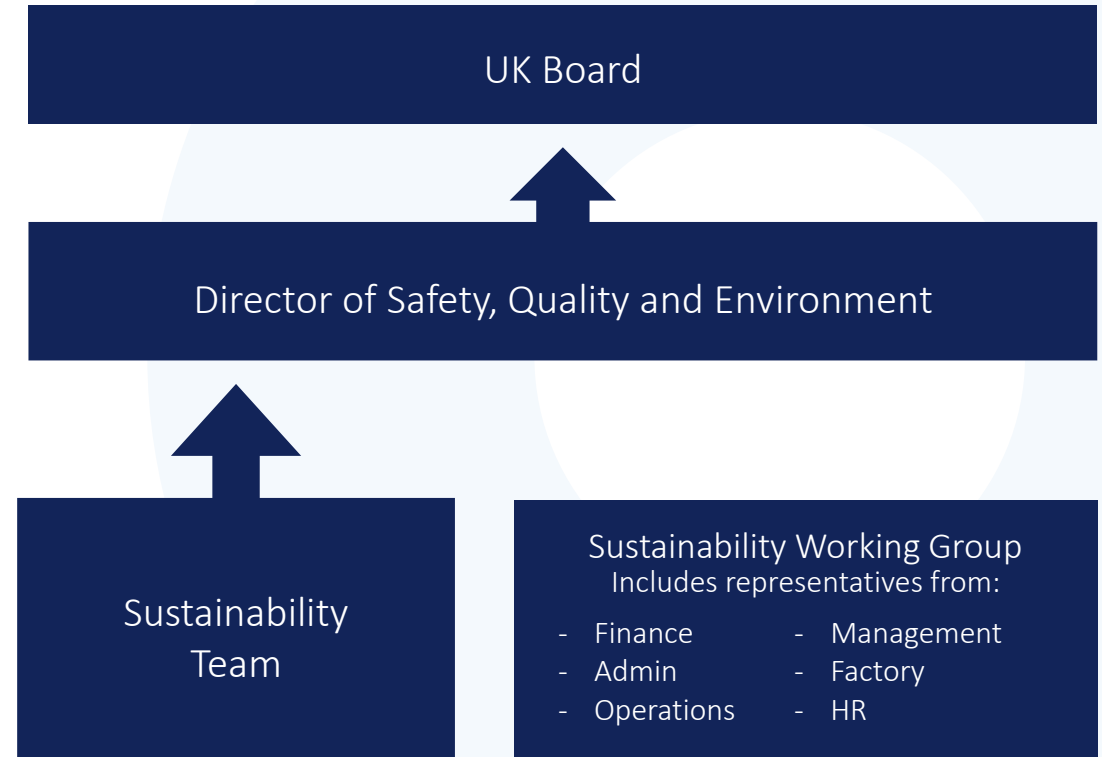 UK Board
Director of Safety, Quality and Environment
Sustainability
Team
Sustainability Working Group
Includes representatives from:
- Finance
- Admin
- Operations
- Management
- Factory
- HR